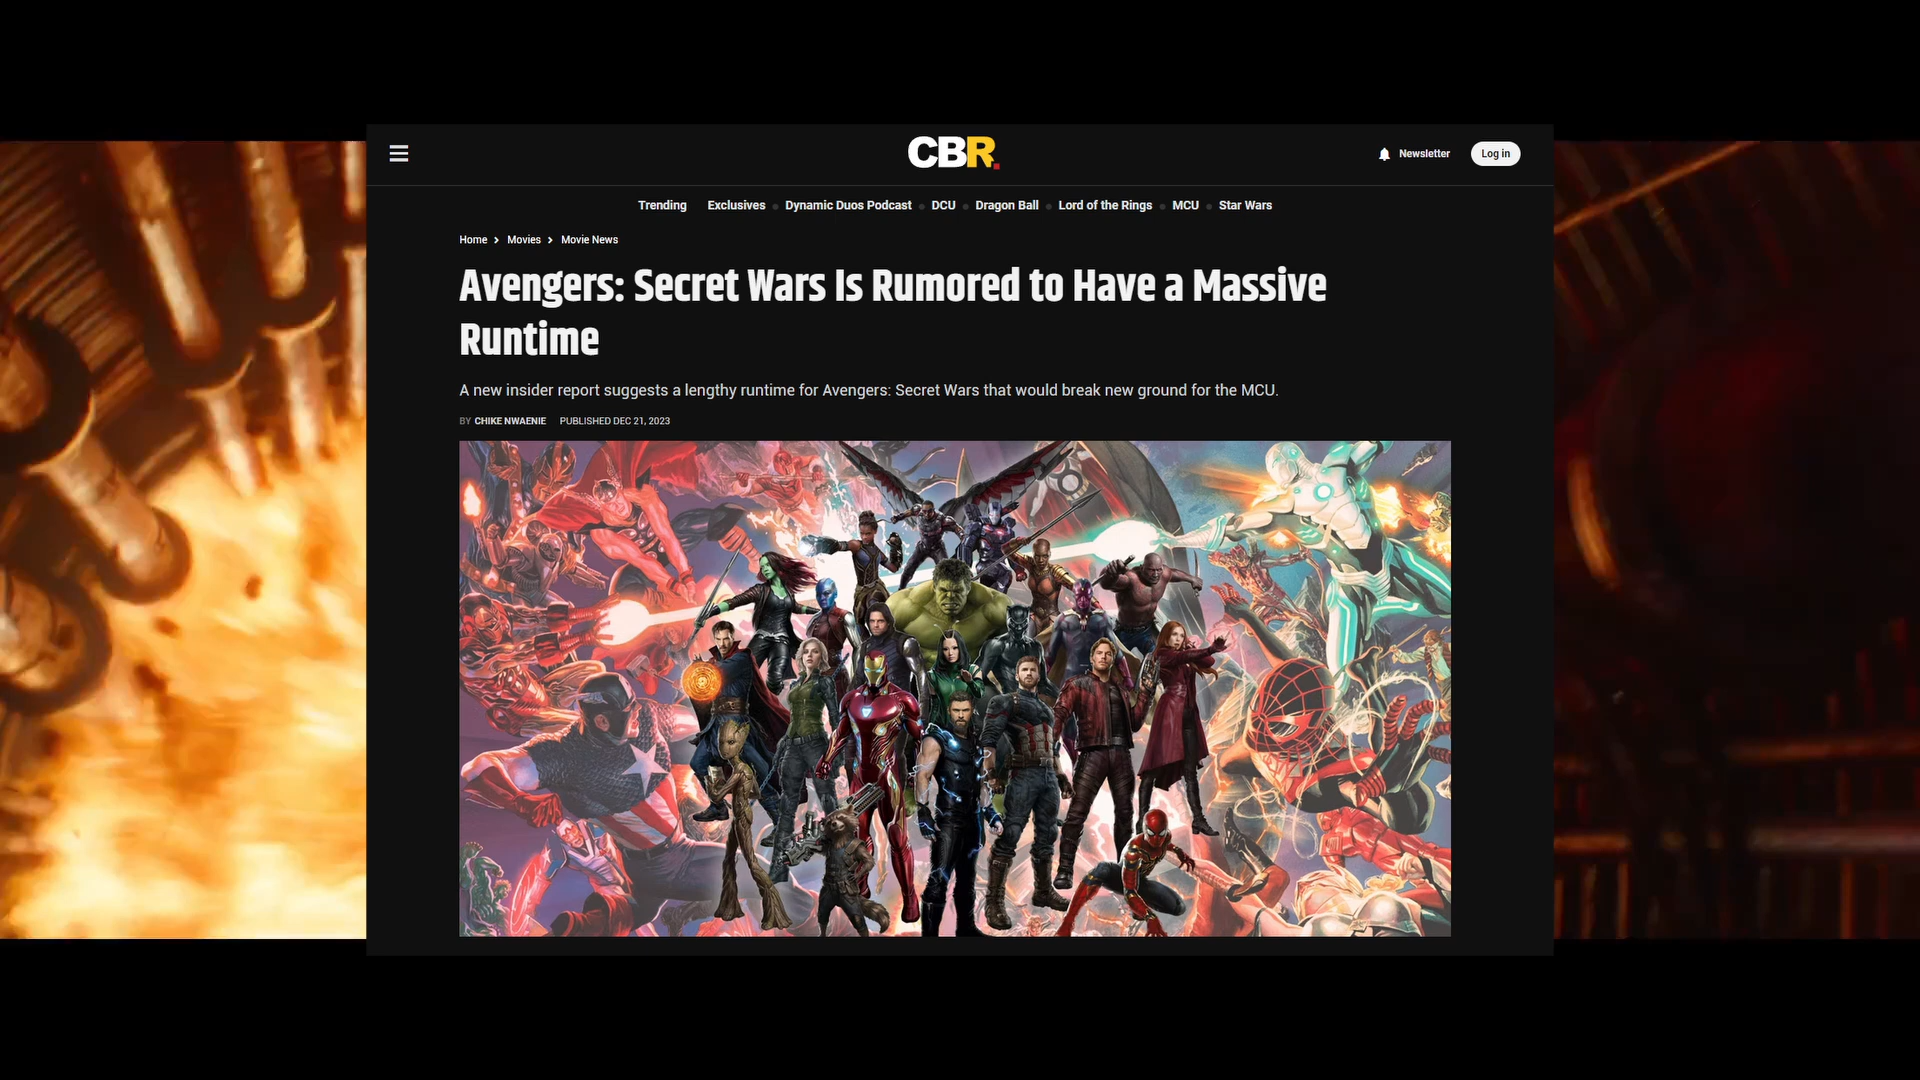 CBR.
Newsletter
Log in
Trending Exclusives Dynamic Duos Podcast DCU Dragon Ball Lord of the Rings MCU Star Wars
Home > Movies > Movie News
Avengers: Secret Wars Is Rumored to Have a Massive
Runtime
A new insider report suggests a lengthy runtime for Avengers: Secret Wars that would break new ground for the MCU.
BY CHIKE NWAENIE PUBLISHED DEC 21, 2023